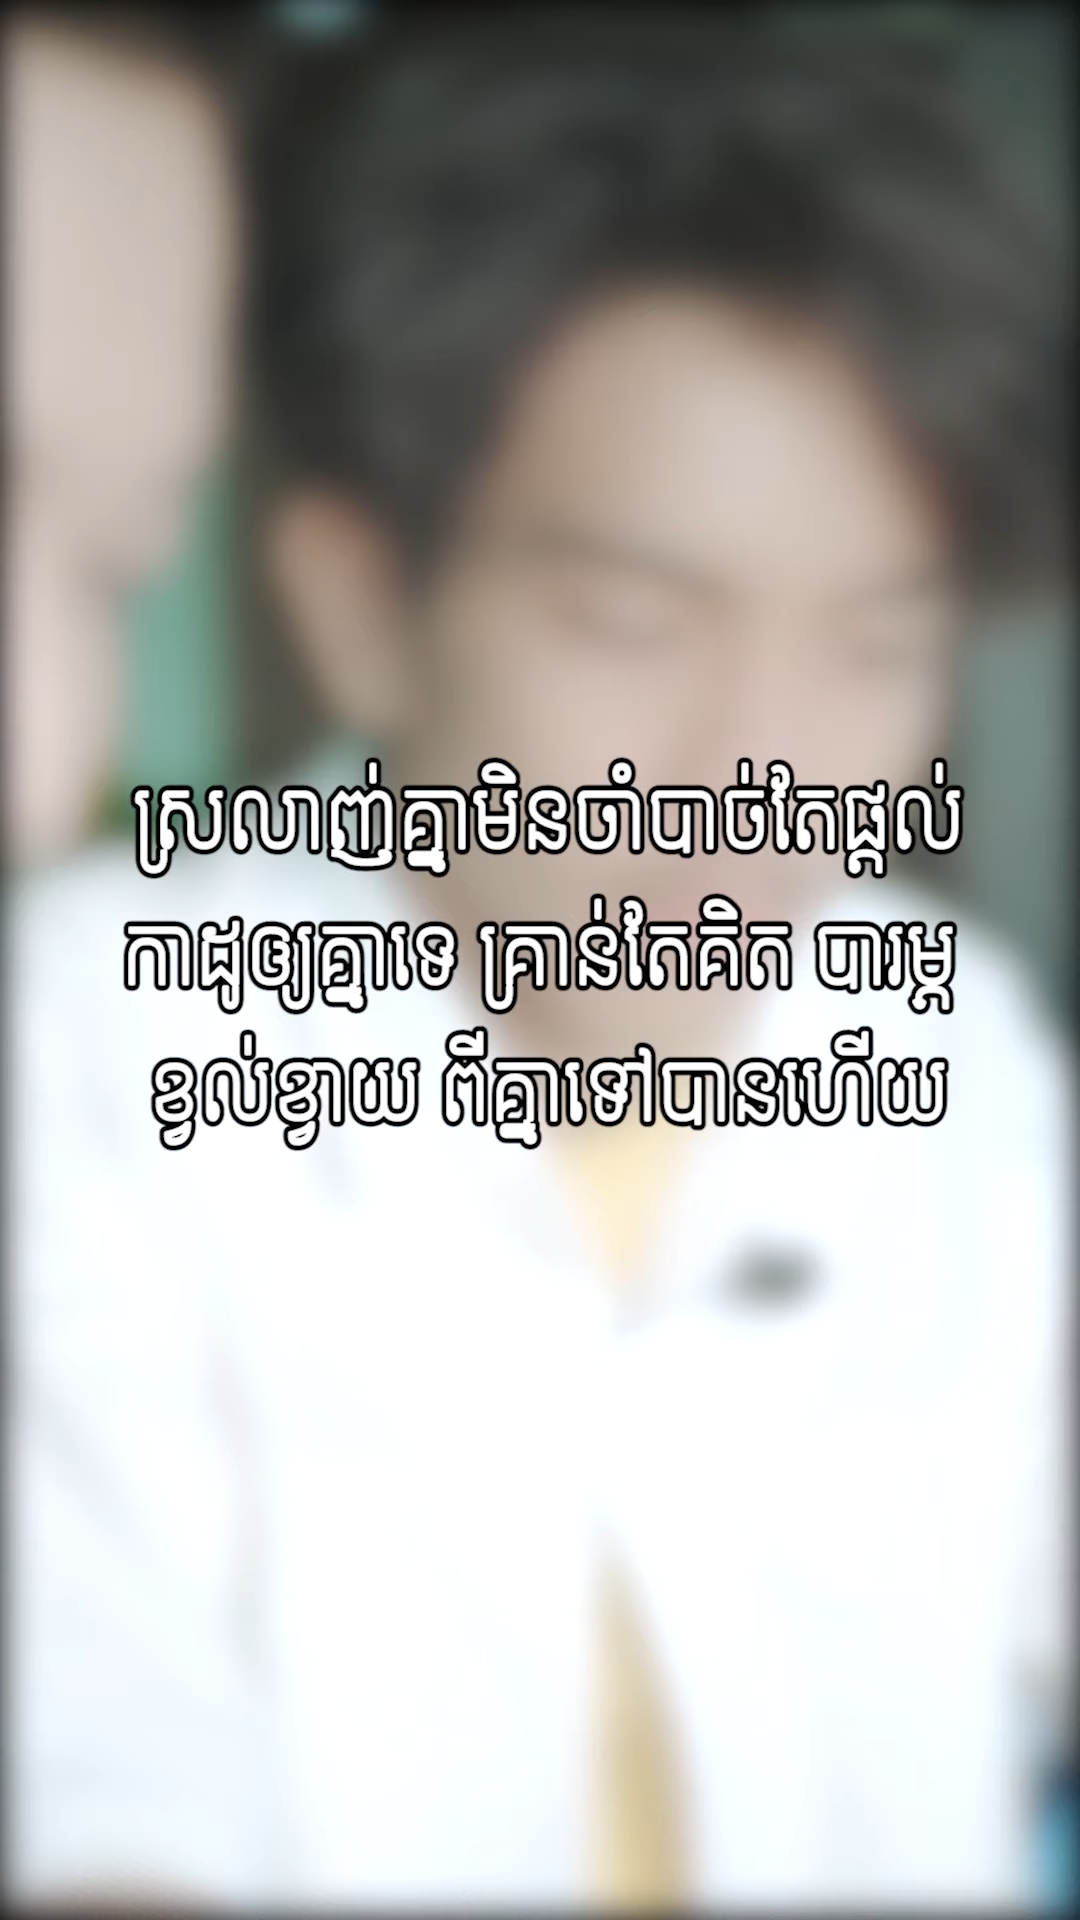 ស្រលាញ់គ្នាមិនចាំបាច់តែផ្តល់
កាដូឲ្យគ្នាទេ គ្រាន់តែគិត បារម្ភ
ខ្វល់ខ្វាយ ពីគ្នាទៅបានហើយ